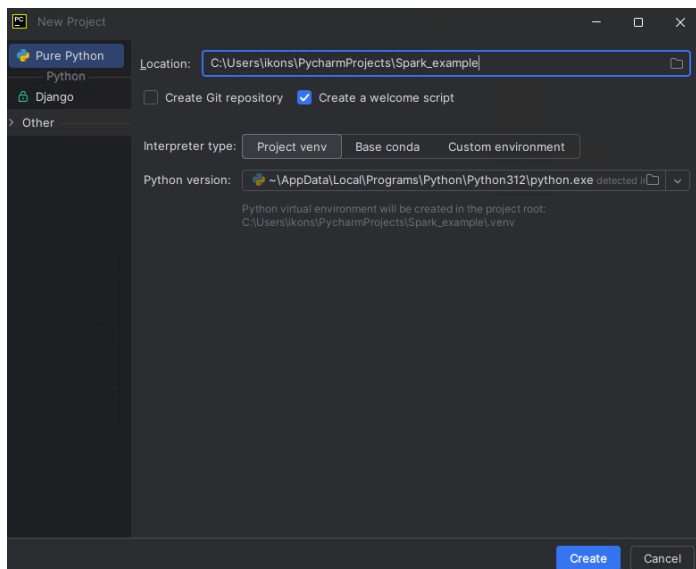 PC
New Project
Pure Python
Python
Django
Other
Location: C:\Users\ikons\PycharmProjects\Spark_example
Create Git repository Create a welcome script
Interpreter type: Project venv Base conda Custom environment
Python version: ~\AppData\Local\Programs\Python\Python312\python.exe detected i
Python virtual environment will be created in the project root:
C:\Users\ikons\PycharmProjects\Spark_example\.venv
Create Cancel